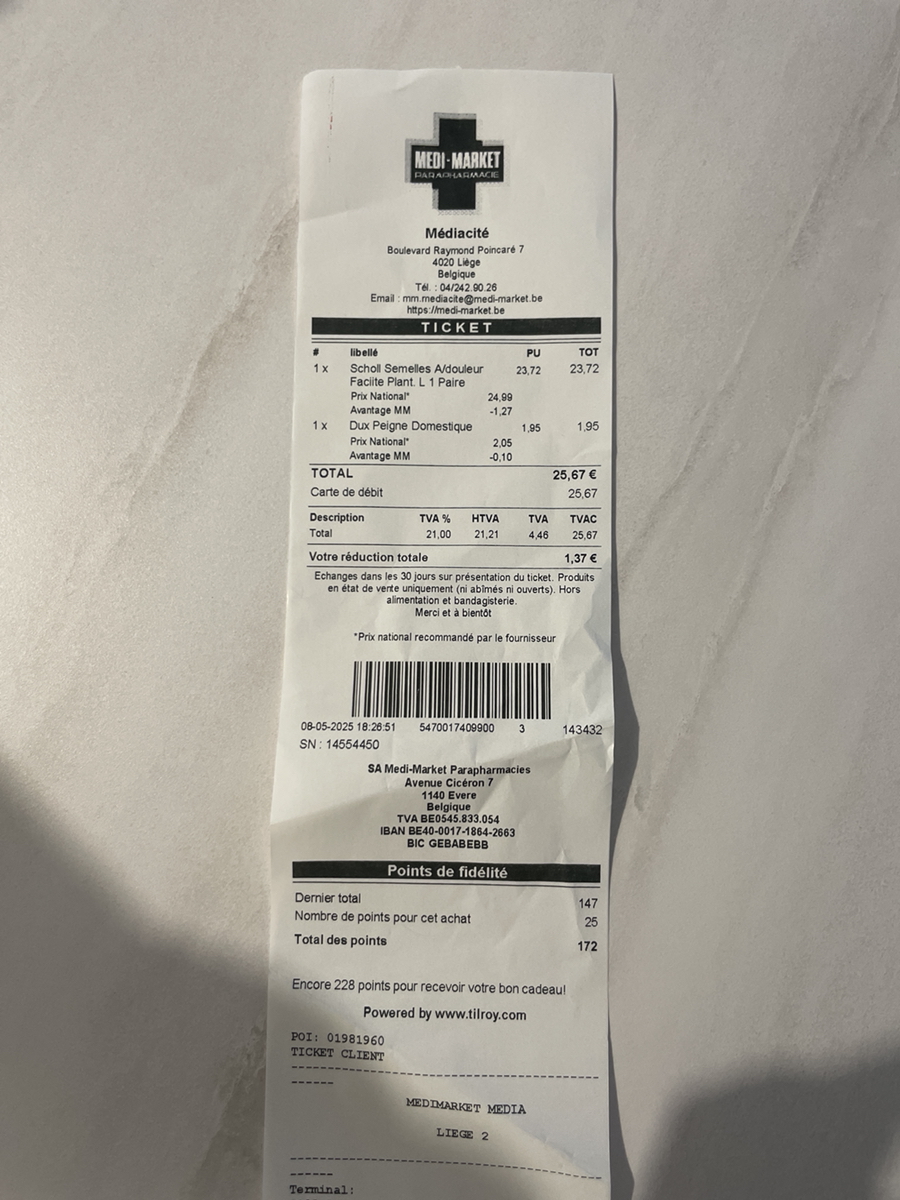 MEDI-MARKET
PARAPHARMACIE
Médiacité
Boulevard Raymond Poincaré 7
4020 Liège
Belgique
Tél. : 04/242.90.26
Email : mm.mediacite@medi-market.be
https://medi-market.be
TICKET
# libellé PU TOT
1 x Scholl Semelles A/douleur 23,72 23,72
Faciite Plant. L 1 Paire
Prix National* 24,99
Avantage MM -1,27
1 x Dux Peigne Domestique 1,95 1,95
Prix National* 2,05
Avantage MM -0,10
TOTAL 25,67 €
Carte de débit 25,67
Description TVA % HTVA TVA TVAC
Total 21,00 21,21 4,46 25,67
Votre réduction totale 1,37 €
Echanges dans les 30 jours sur présentation du ticket. Produits
en état de vente uniquement (ni abîmés ni ouverts). Hors
alimentation et bandagisterie.
Merci et à bientôt
*Prix national recommandé par le fournisseur
08-05-2025 18:26:51 5470017409900 3 143432
SN : 14554450
SA Medi-Market Parapharmacies
Avenue Cicéron 7
1140 Evere
Belgique
TVA BE0545.833.054
IBAN BE40-0017-1864-2663
BIC GEBABEBB
Points de fidélité
Dernier total 147
Nombre de points pour cet achat 25
Total des points 172
Encore 228 points pour recevoir votre bon cadeau!
Powered by www.tilroy.com
POI: 01981960
TICKET CLIENT
MEDIMARKET MEDIA
LIEGE 2
Terminal: